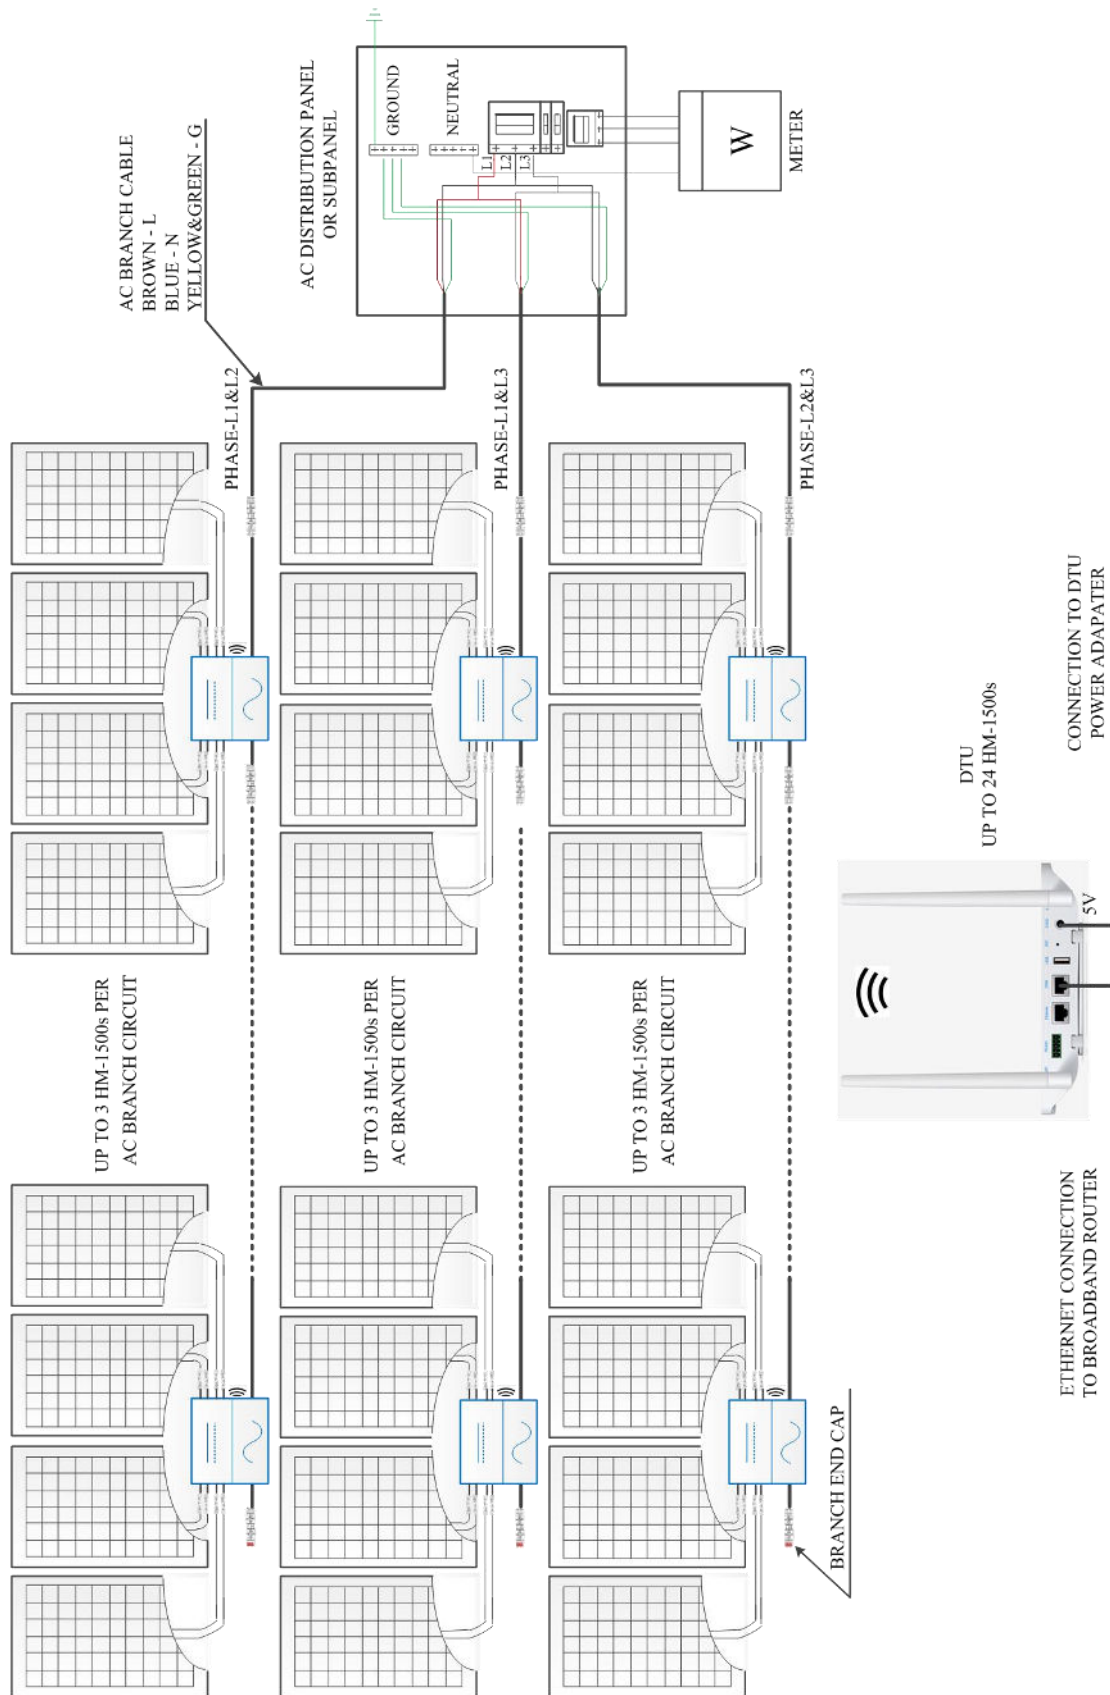 AC BRANCH CABLE
BROWN - L
BLUE - N
YELLOW&GREEN - G
AC DISTRIBUTION PANEL
OR SUBPANEL
GROUND
NEUTRAL
L1
L2
L3
W
METER
PHASE-L1&L2
PHASE-L1&L3
PHASE-L2&L3
UP TO 3 HM-1500s PER
AC BRANCH CIRCUIT
UP TO 3 HM-1500s PER
AC BRANCH CIRCUIT
UP TO 3 HM-1500s PER
AC BRANCH CIRCUIT
BRANCH END CAP
DTU
UP TO 24 HM-1500s
5V
CONNECTION TO DTU
POWER ADAPATER
ETHERNET CONNECTION
TO BROADBAND ROUTER